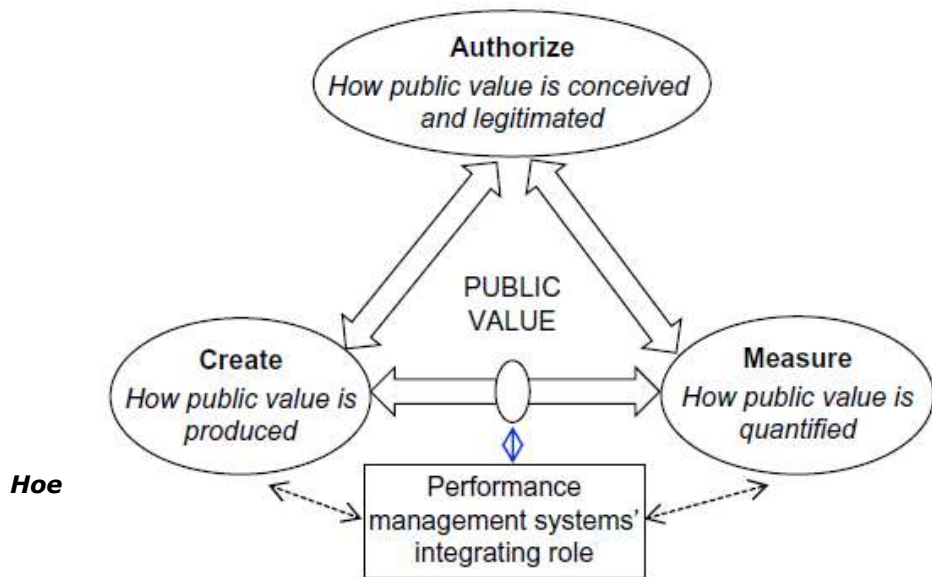 Authorize
How public value is conceived
and legitimated
PUBLIC
VALUE
Create
How public value is
produced
Measure
How public value is
quantified
Hoe
Performance
management systems'
integrating role